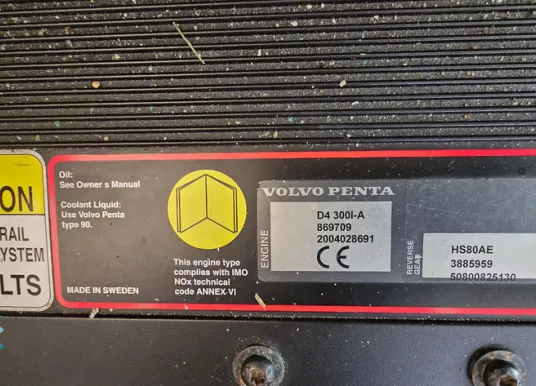 ON
RAIL
SYSTEM
LTS
Oil:
See Owner s Manual
Coolant Liquid:
Use Volvo Penta
type 90.
MADE IN SWEDEN
This engine type
complies with IMO
NOx technical
code ANNEX-VI
VOLVO PENTA
ENGINE
D4 300I-A
869709
2004028691
CE
REVERSE
GEAR
HS80AE
3885959
50800825130